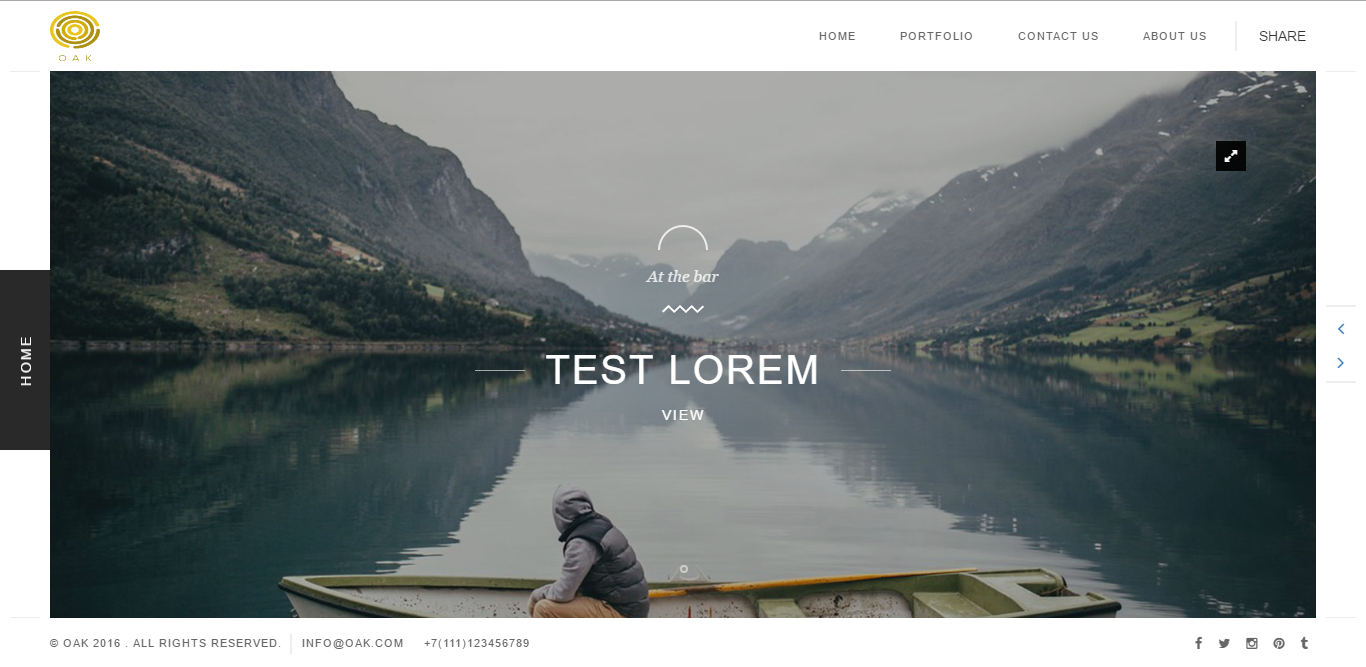 OAK
HOME PORTFOLIO CONTACT US ABOUT US SHARE
At the bar
HOME
TEST LOREM
VIEW
© OAK 2016 . ALL RIGHTS RESERVED. INFO@OAK.COM +7(111)123456789